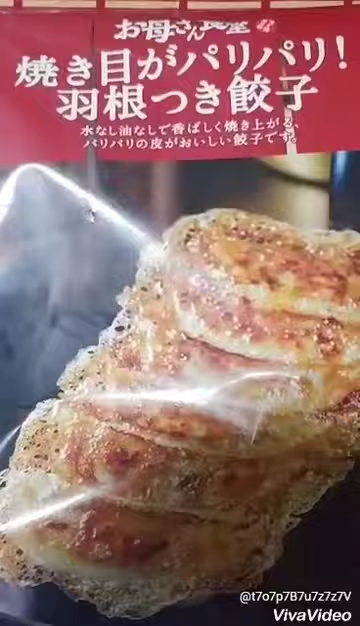 お母さん食堂
焼き目がパリパリ!
羽根つき餃子
水なし油なしで香ばしく焼き上がる、
パリパリの皮がおいしい餃子です。
@t7o7p7B7u7z7z7V
VivaVideo